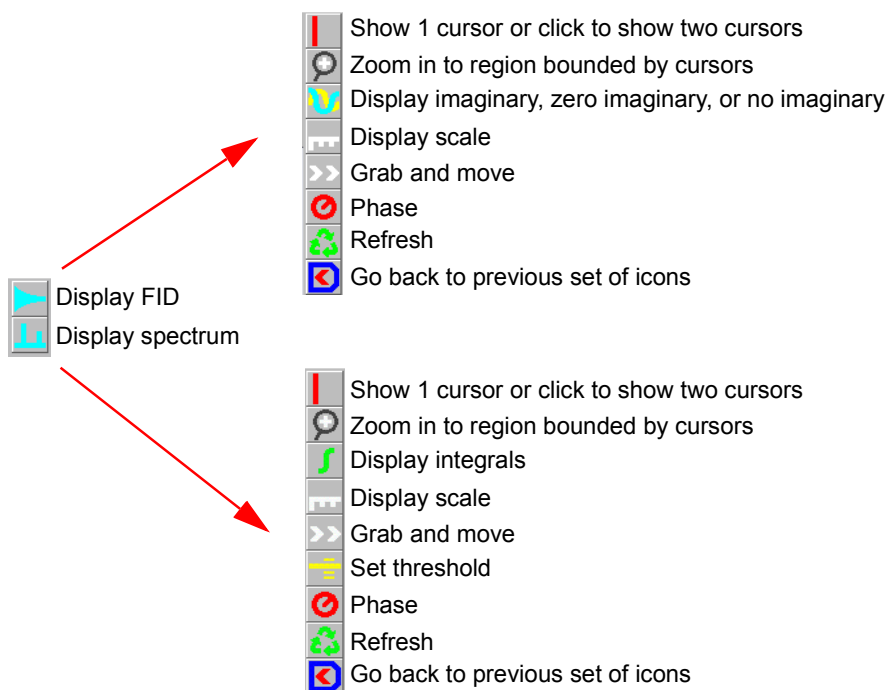 Show 1 cursor or click to show two cursors
Zoom in to region bounded by cursors
Display imaginary, zero imaginary, or no imaginary
Display scale
Grab and move
Phase
Refresh
Go back to previous set of icons
Display FID
Display spectrum
Show 1 cursor or click to show two cursors
Zoom in to region bounded by cursors
Display integrals
Display scale
Grab and move
Set threshold
Phase
Refresh
Go back to previous set of icons